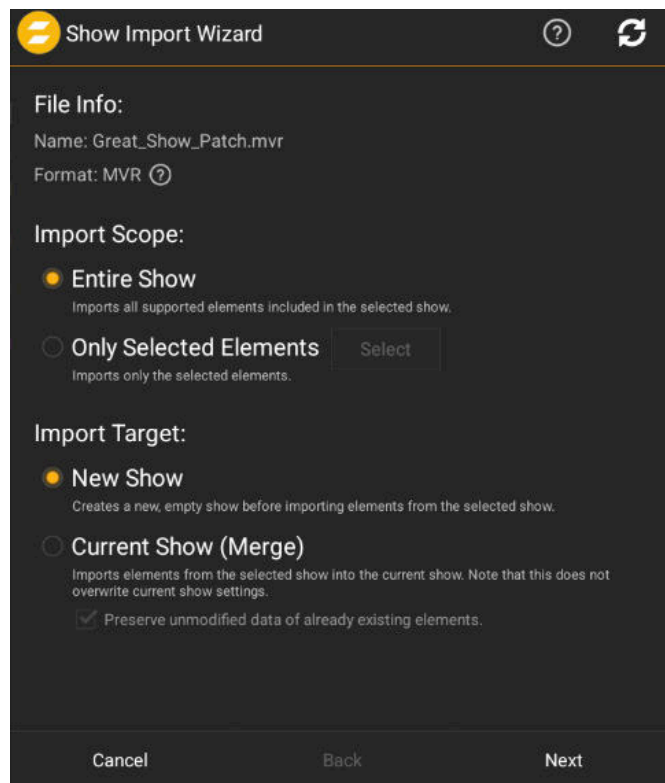 Show Import Wizard
File Info:
Name: Great_Show_Patch.mvr
Format: MVR
Import Scope:
Entire Show
Imports all supported elements included in the selected show.
Only Selected Elements Select
Imports only the selected elements.
Import Target:
New Show
Creates a new, empty show before importing elements from the selected show.
Current Show (Merge)
Imports elements from the selected show into the current show. Note that this does not
overwrite current show settings.
Preserve unmodified data of already existing elements.
Cancel Back Next